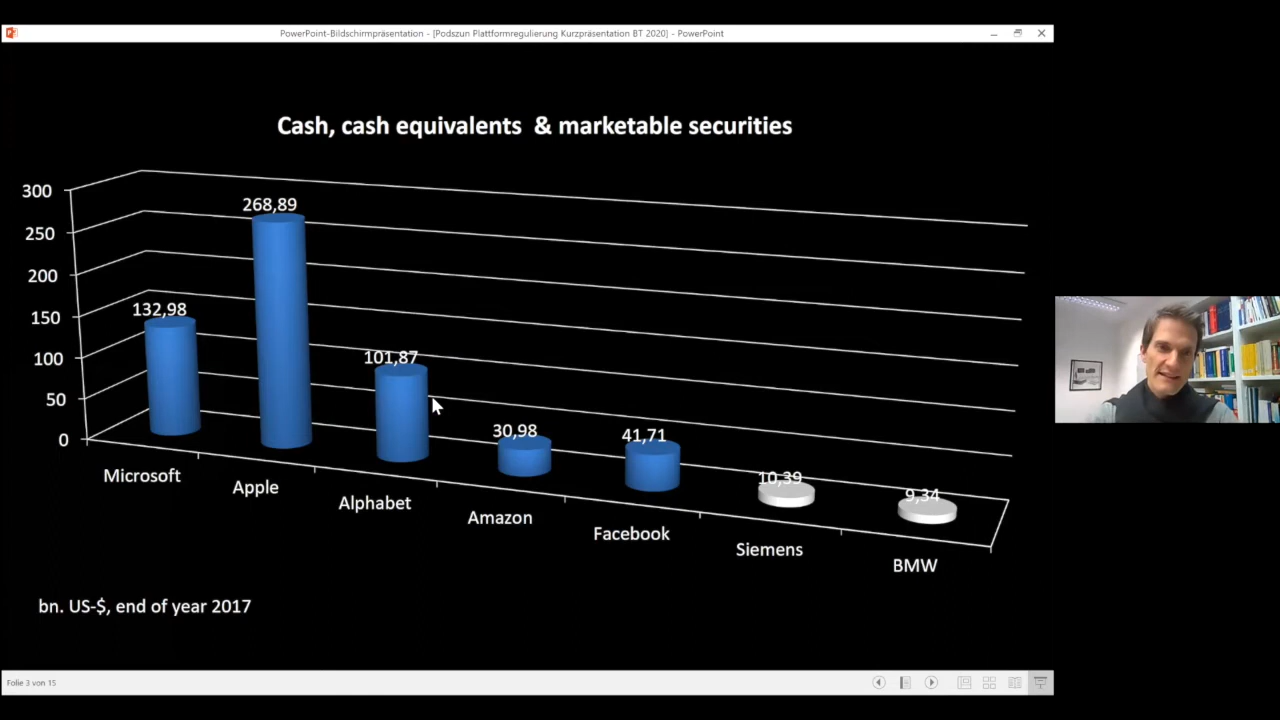 PowerPoint-Bildschirmpräsentation - [Podszun Plattformregulierung Kurzpräsentation BT 2020] - PowerPoint
Cash, cash equivalents & marketable securities
300
250
200
150
100
50
0
132,98
268,89
101,87
30,98
41,71
10,39
9,34
Microsoft
Apple
Alphabet
Amazon
Facebook
Siemens
BMW
bn. US-$, end of year 2017
Folie 3 von 15